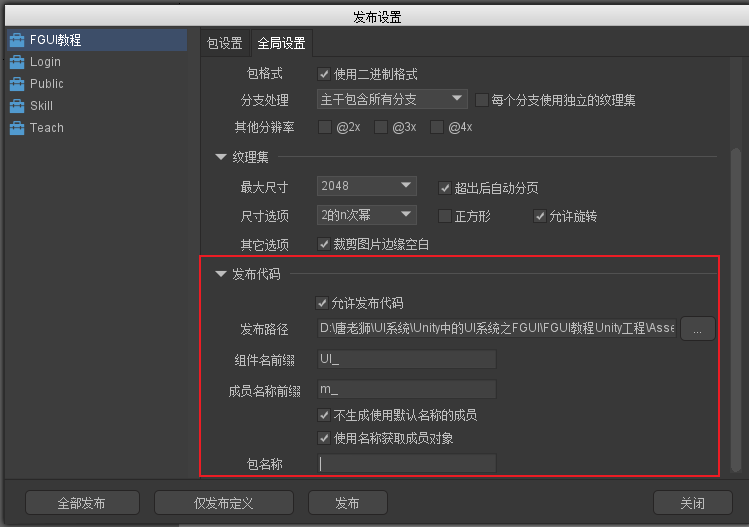 发布设置
FGUI教程
Login
Public
Skill
Teach
包设置 全局设置
包格式 使用二进制格式
分支处理 主干包含所有分支 每个分支使用独立的纹理集
其他分辨率 @2x @3x @4x
纹理集
最大尺寸 2048 超出后自动分页
尺寸选项 2的n次幂 正方形 允许旋转
其它选项 裁剪图片边缘空白
发布代码
允许发布代码
发布路径 D:\唐老狮\UI系统\Unity中的UI系统之FGUI\FGUI教程Unity工程\Asse ...
组件名前缀 UI_
成员名称前缀 m_
不生成使用默认名称的成员
使用名称获取成员对象
包名称
全部发布 仅发布定义 发布 关闭